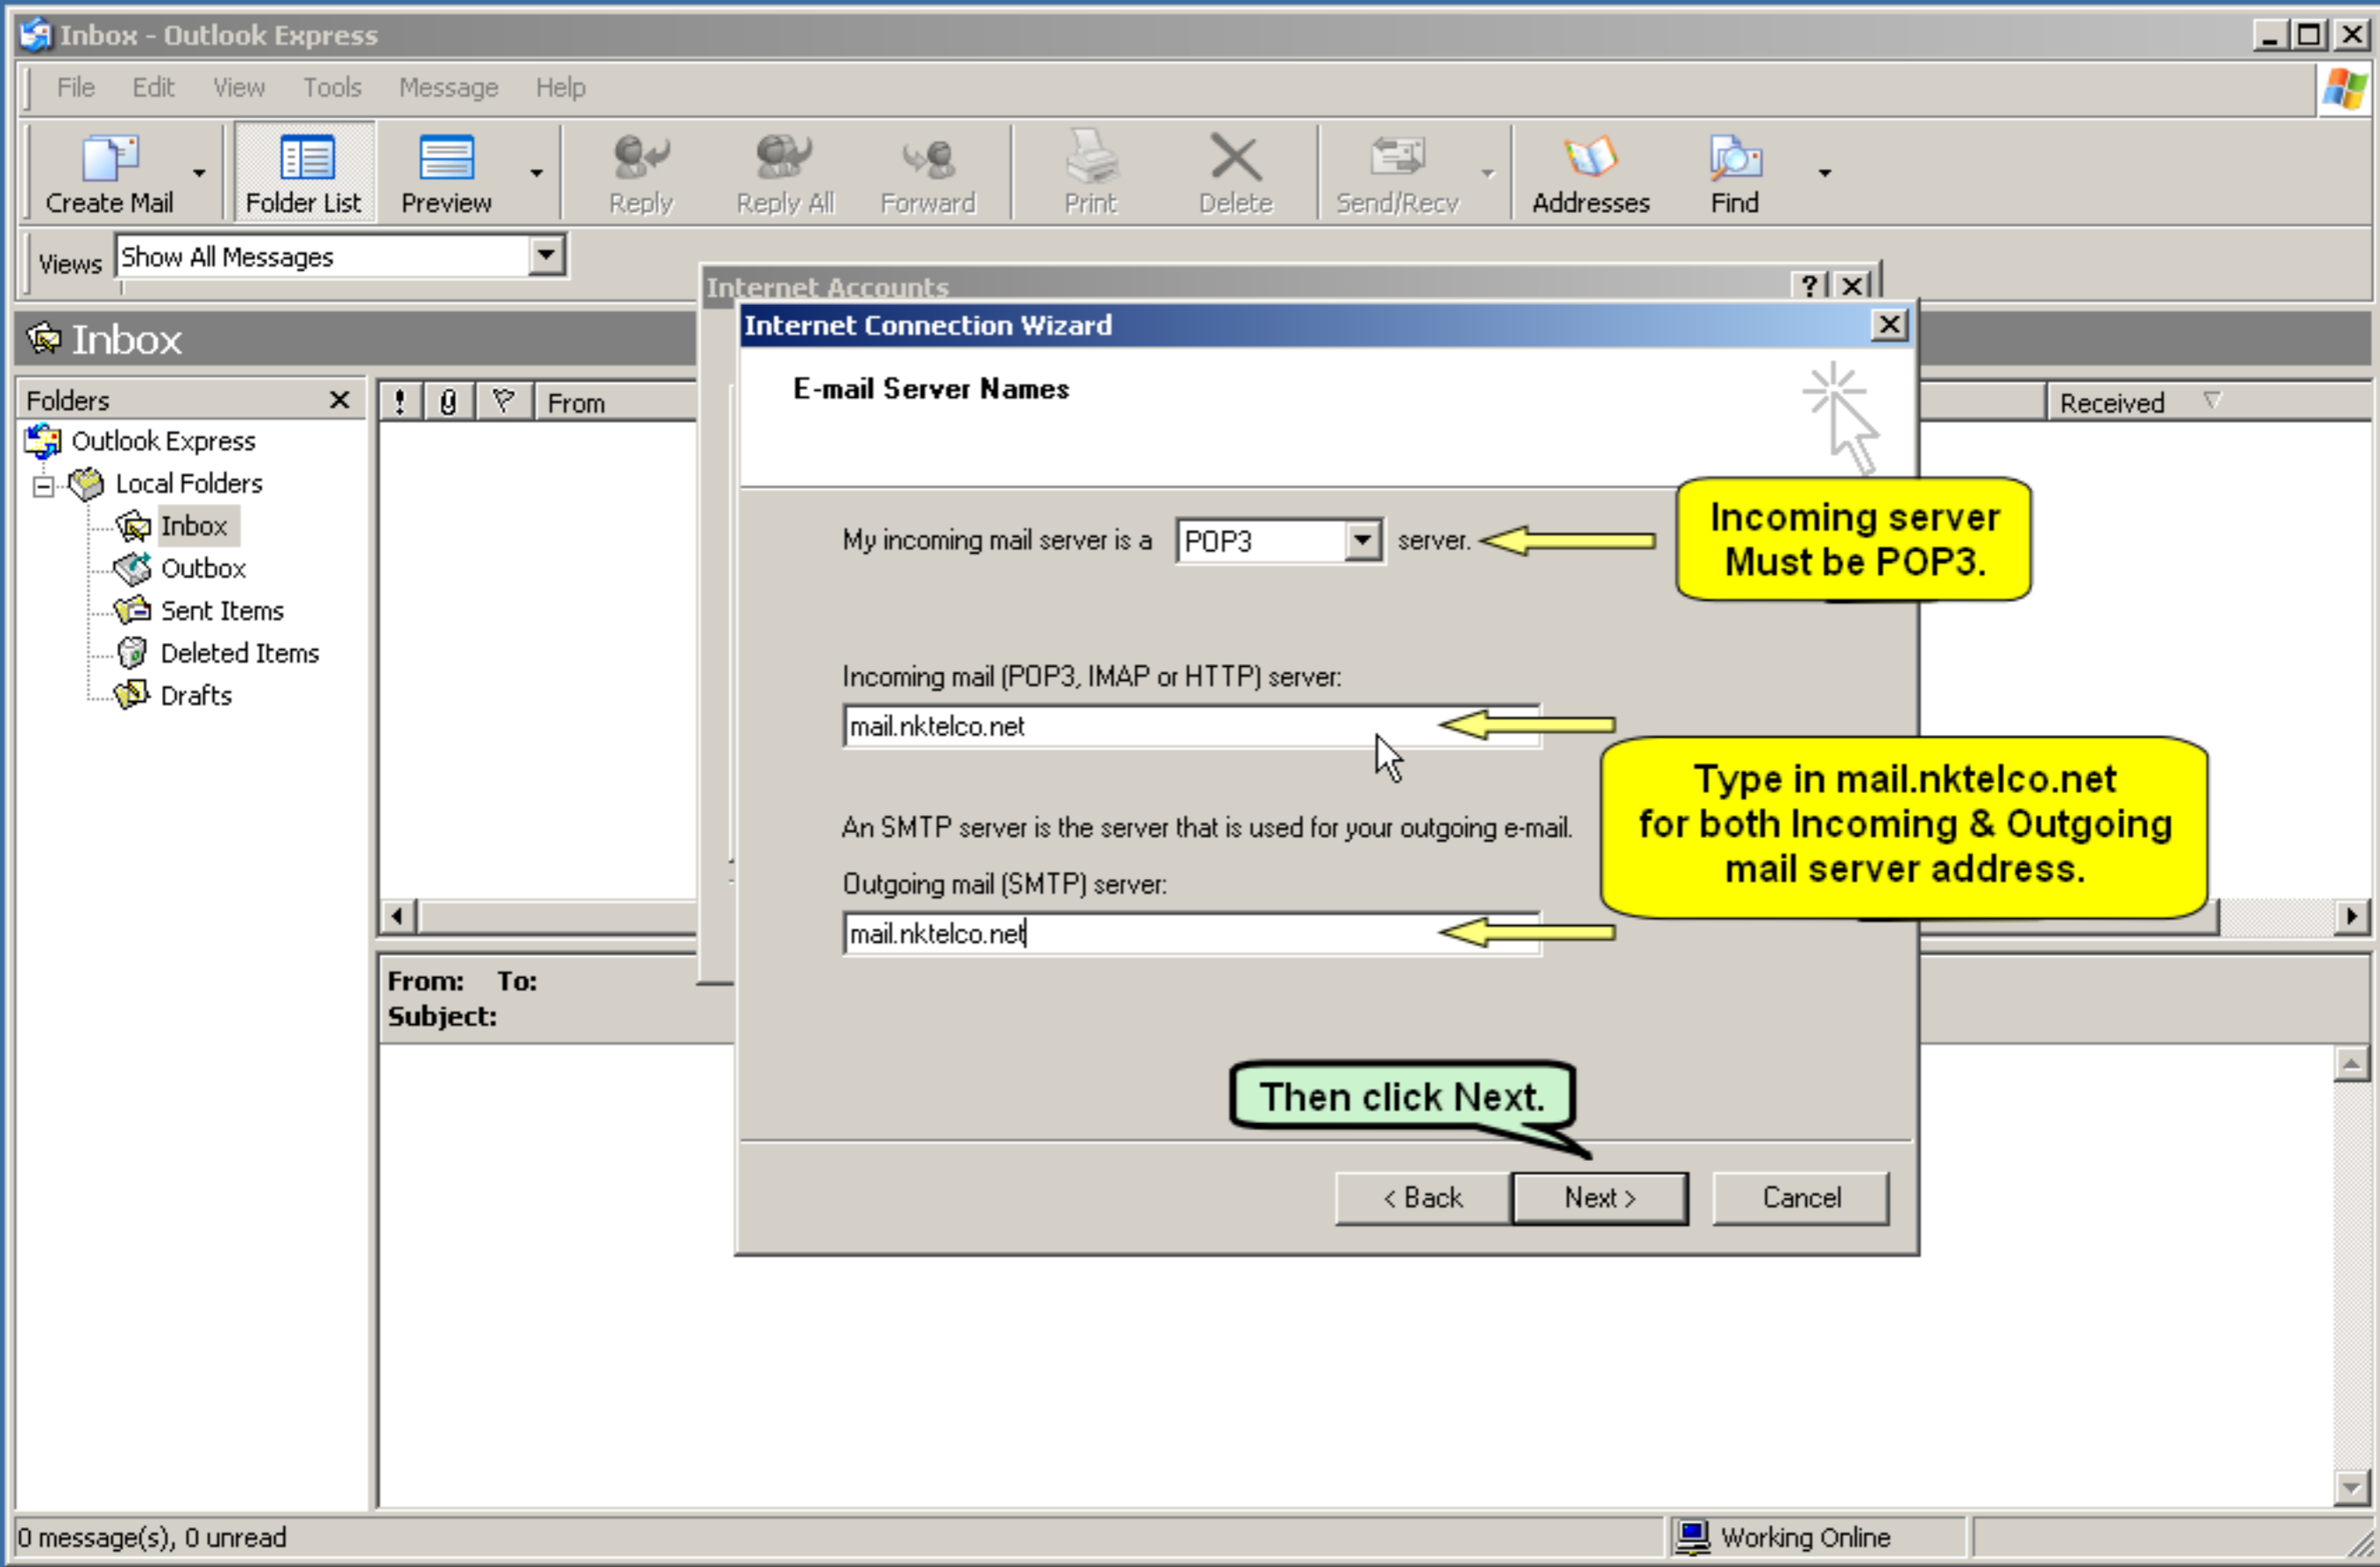 Inbox - Outlook Express
File Edit View Tools Message Help
Create Mail Folder List Preview Reply Reply All Forward Print Delete Send/Recv Addresses Find
Views Show All Messages
Internet Accounts
Internet Connection Wizard
Inbox
E-mail Server Names
Folders
From
Received
Outlook Express
Local Folders
Inbox
Outbox
Sent Items
Deleted Items
Drafts
My incoming mail server is a POP3 server.
Incoming server
Must be POP3.
Incoming mail (POP3, IMAP or HTTP) server:
mail.nktelco.net
Type in mail.nktelco.net
for both Incoming & Outgoing
mail server address.
An SMTP server is the server that is used for your outgoing e-mail.
Outgoing mail (SMTP) server:
mail.nktelco.net
From: To:
Subject:
Then click Next.
< Back Next > Cancel
0 message(s), 0 unread
Working Online